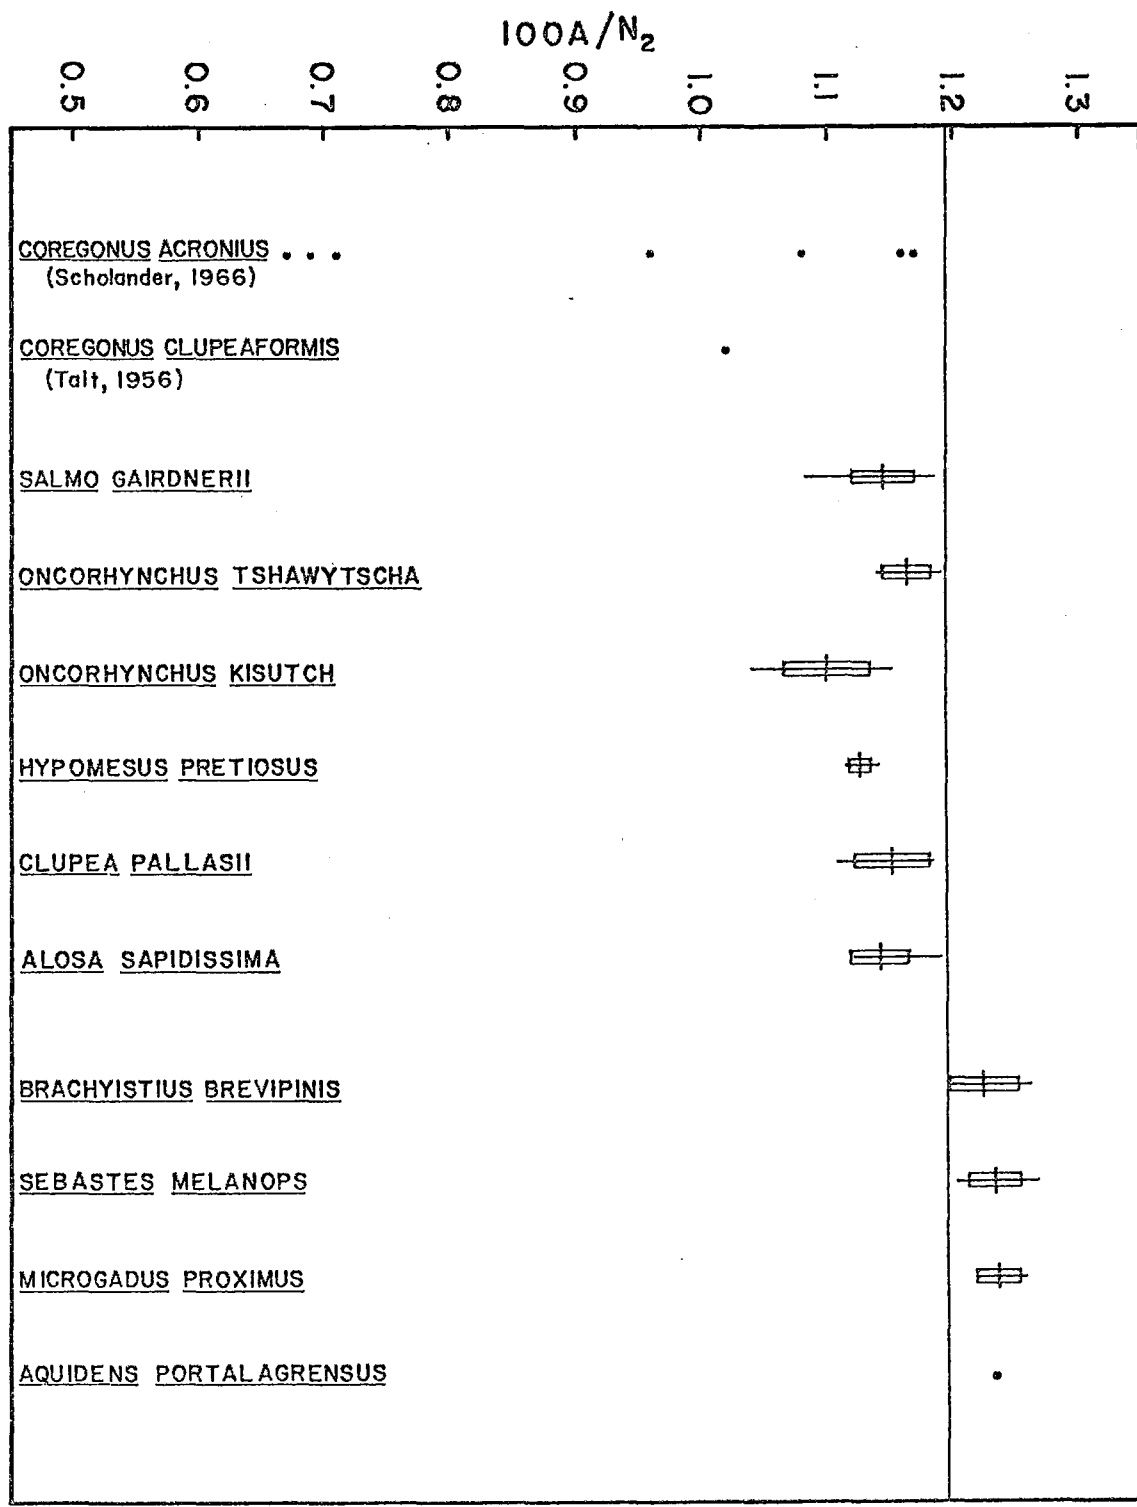 100A/N₂
0.5 0.6 0.7 0.8 0.9 1.0 1.1 1.2 1.3
COREGONUS ACRONIUS
(Scholander, 1966)
COREGONUS CLUPEAFORMIS
(Tait, 1956)
SALMO GAIRDNERII
ONCORHYNCHUS TSHAWYTSCHA
ONCORHYNCHUS KISUTCH
HYPOMESUS PRETIOSUS
CLUPEA PALLASII
ALOSA SAPIDISSIMA
BRACHYISTIUS BREVIPINIS
SEBASTES MELANOPS
MICROGADUS PROXIMUS
AQUIDENS PORTALAGRENSUS